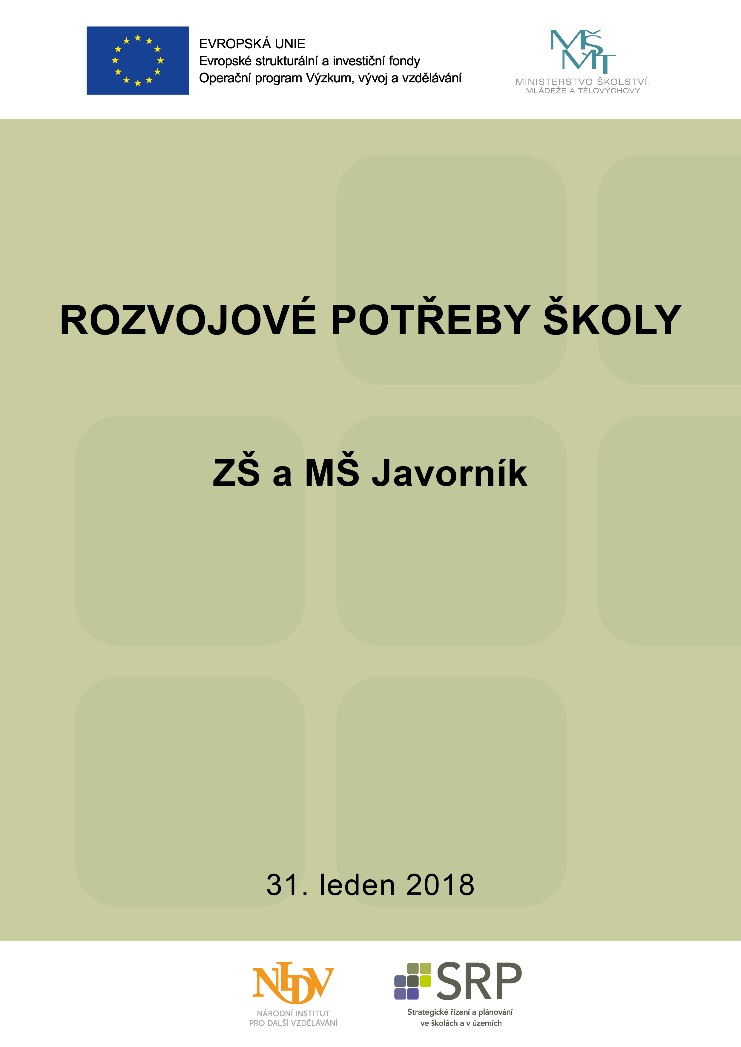 EVROPSKÁ UNIE
Evropské strukturální a investiční fondy
Operační program Výzkum, vývoj a vzdělávání
MŠMT
MINISTERSTVO ŠKOLSTVÍ,
MLÁDEŽE A TĚLOVÝCHOVY
ROZVOJOVÉ POTŘEBY ŠKOLY
ZŠ a MŠ Javorník
31. leden 2018
NIDV
NÁRODNÍ INSTITUT
PRO DALŠÍ VZDĚLÁVÁNÍ
SRP
Strategické řízení a plánování
ve školách a v územích